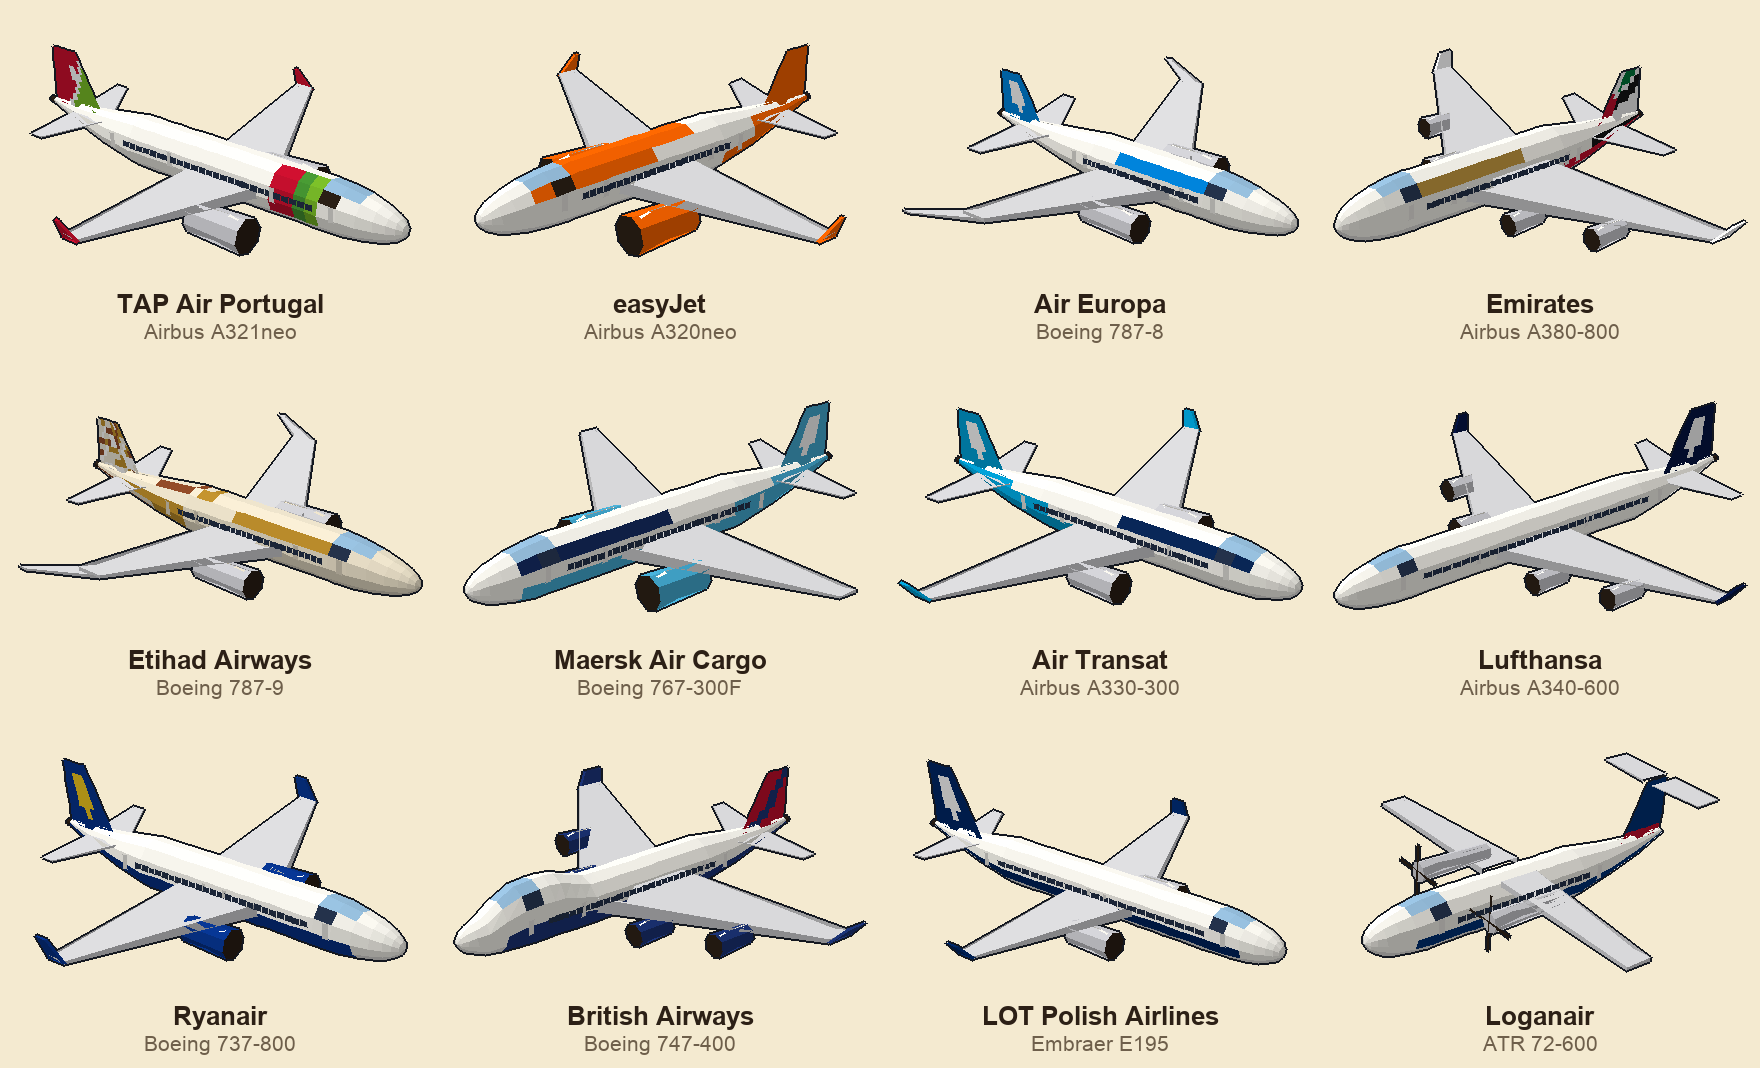 TAP Air Portugal
Airbus A321neo
easyJet
Airbus A320neo
Air Europa
Boeing 787-8
Emirates
Airbus A380-800
Etihad Airways
Boeing 787-9
Maersk Air Cargo
Boeing 767-300F
Air Transat
Airbus A330-300
Lufthansa
Airbus A340-600
Ryanair
Boeing 737-800
British Airways
Boeing 747-400
LOT Polish Airlines
Embraer E195
Loganair
ATR 72-600